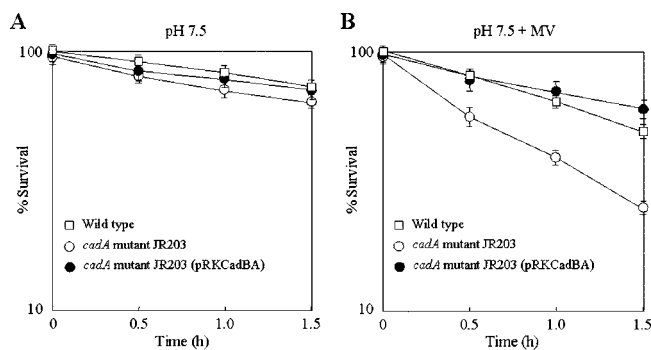 A
pH 7.5
100
% Survival
Wild type
cadA mutant JR203
cadA mutant JR203 (pRKCadBA)
10
0 0.5 1.0 1.5
Time (h)
B
pH 7.5 + MV
100
% Survival
Wild type
cadA mutant JR203
cadA mutant JR203 (pRKCadBA)
10
0 0.5 1.0 1.5
Time (h)